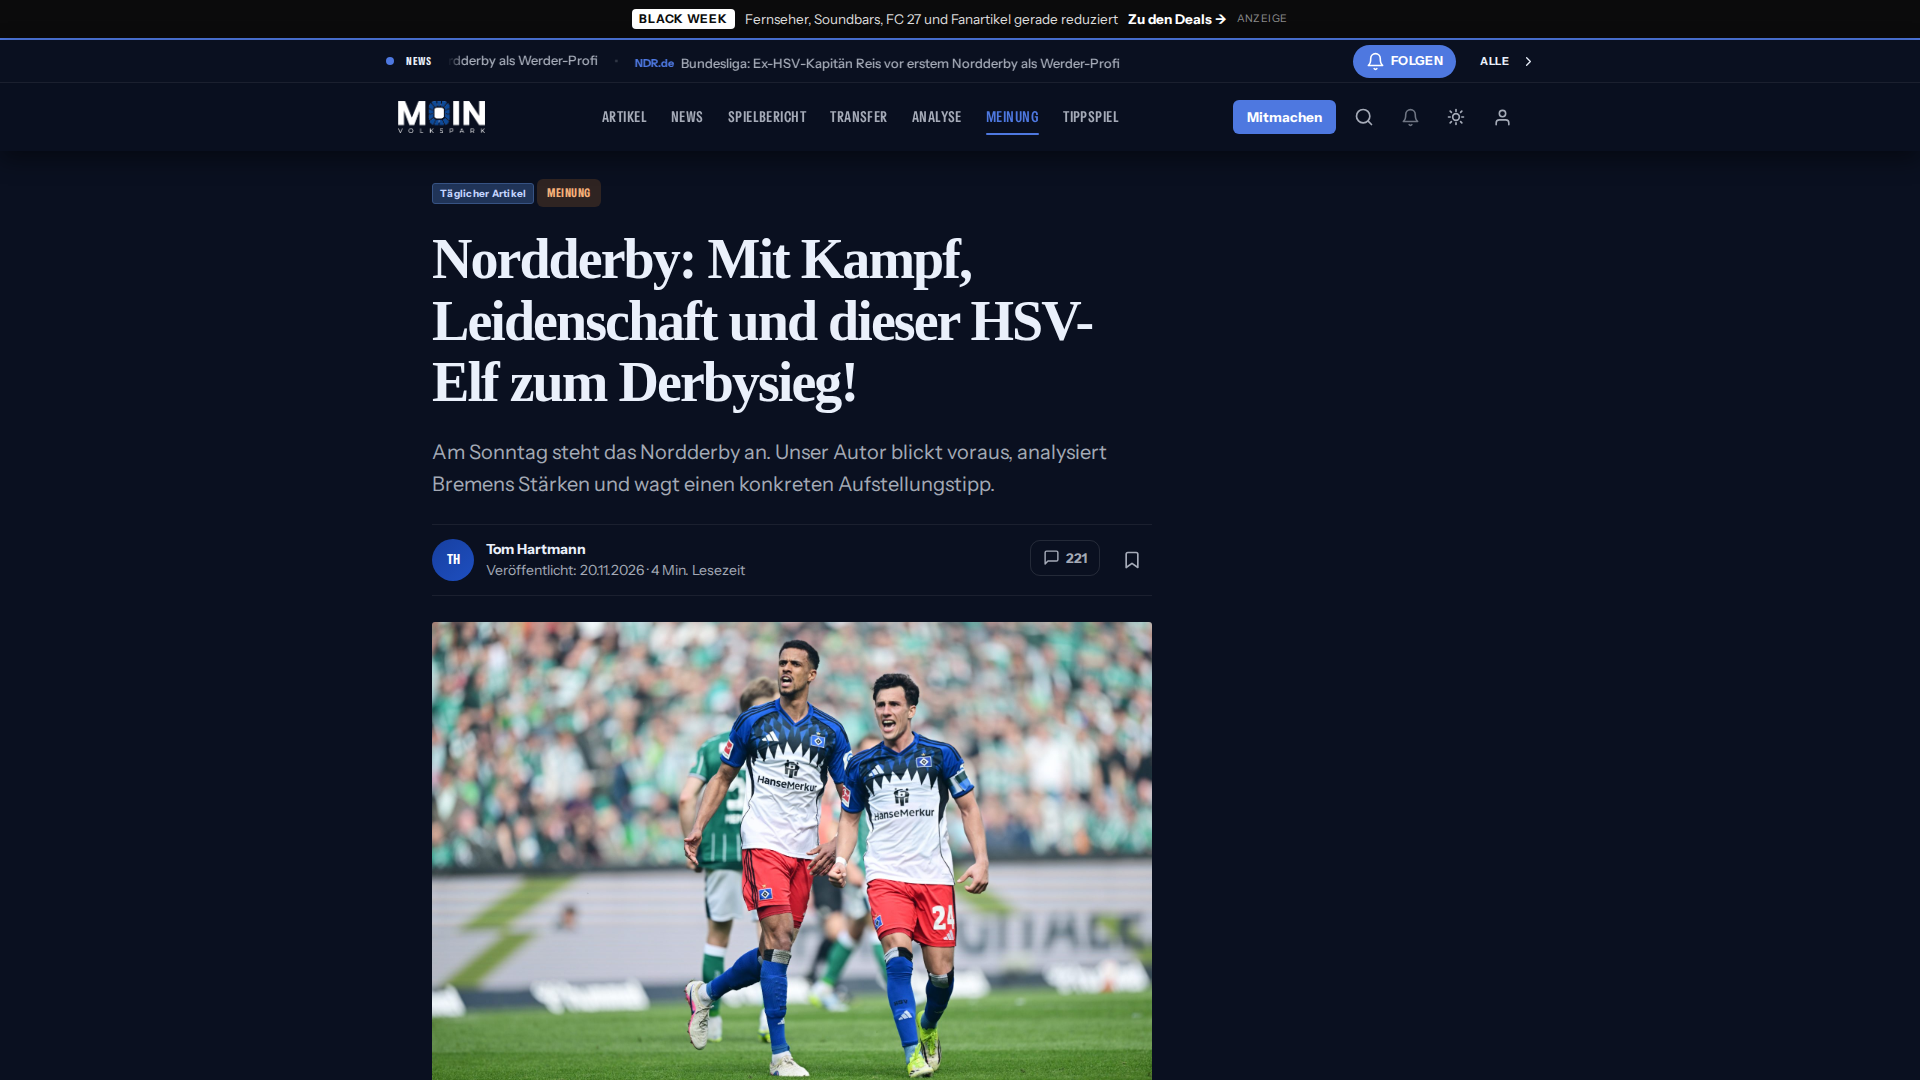 BLACK WEEK Fernseher, Soundbars, FC 27 und Fanartikel gerade reduziert Zu den Deals → ANZEIGE
NEWS dderby als Werder-Profi · NDR.de Bundesliga: Ex-HSV-Kapitän Reis vor erstem Nordderby als Werder-Profi FOLGEN ALLE
MOIN
VOLKSPARK
ARTIKEL NEWS SPIELBERICHT TRANSFER ANALYSE MEINUNG TIPPSPIEL Mitmachen
Täglicher Artikel MEINUNG
Nordderby: Mit Kampf,
Leidenschaft und dieser HSV-
Elf zum Derbysieg!
Am Sonntag steht das Nordderby an. Unser Autor blickt voraus, analysiert
Bremens Stärken und wagt einen konkreten Aufstellungstipp.
TH Tom Hartmann
Veröffentlicht: 20.11.2026 · 4 Min. Lesezeit
221
HanseMerkur
HanseMerkur
24